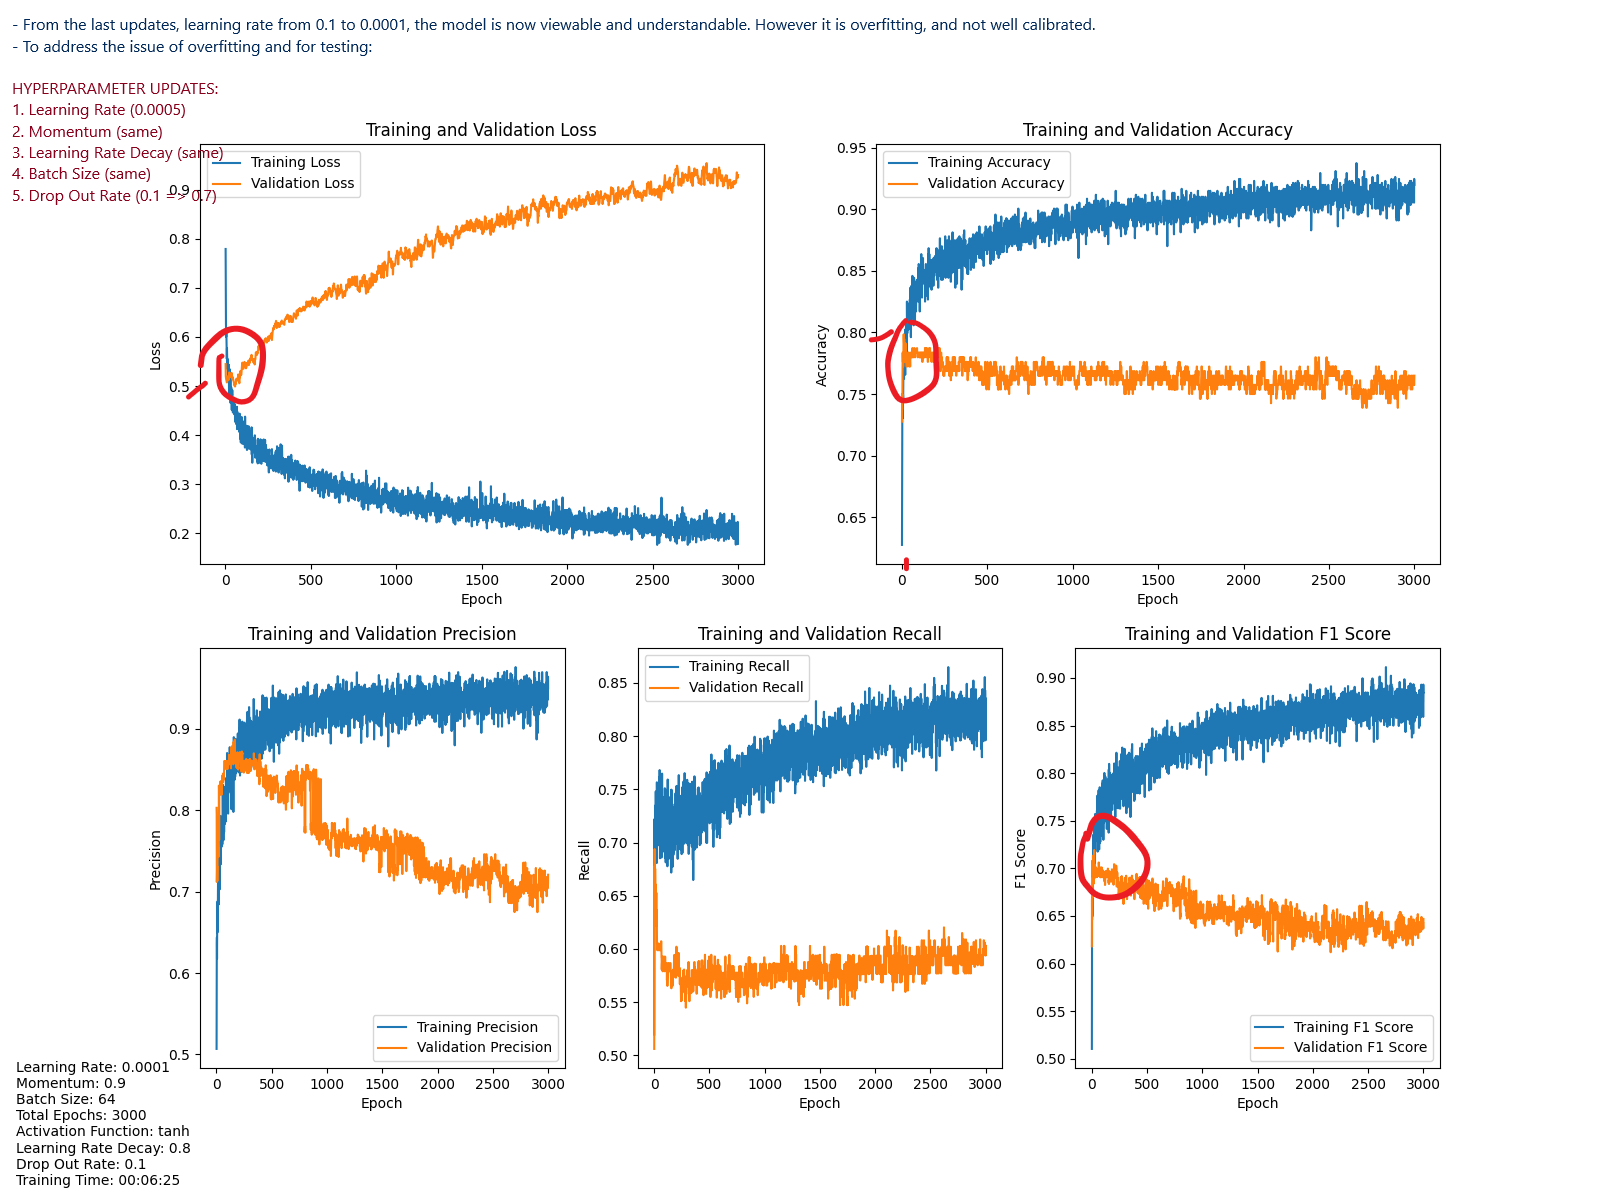 - From the last updates, learning rate from 0.1 to 0.0001, the model is now viewable and understandable. However it is overfitting, and not well calibrated.
- To address the issue of overfitting and for testing:
HYPERPARAMETER UPDATES:
1. Learning Rate (0.0005)
2. Momentum (same)
3. Learning Rate Decay (same)
4. Batch Size (same)
5. Drop Out Rate (0.1 => 0.7)
Training and Validation Loss
Training Loss
Validation Loss
0.9
0.8
0.7
0.6
0.5
0.4
0.3
0.2
Loss
0 500 1000 1500 2000 2500 3000
Epoch
Training and Validation Accuracy
Training Accuracy
Validation Accuracy
0.95
0.90
0.85
0.80
0.75
0.70
0.65
Accuracy
0 500 1000 1500 2000 2500 3000
Epoch
Training and Validation Precision
0.9
0.8
0.7
0.6
0.5
Precision
Training Precision
Validation Precision
0 500 1000 1500 2000 2500 3000
Epoch
Training and Validation Recall
Training Recall
Validation Recall
0.85
0.80
0.75
0.70
0.65
0.60
0.55
0.50
Recall
0 500 1000 1500 2000 2500 3000
Epoch
Training and Validation F1 Score
0.90
0.85
0.80
0.75
0.70
0.65
0.60
0.55
0.50
F1 Score
Training F1 Score
Validation F1 Score
0 500 1000 1500 2000 2500 3000
Epoch
Learning Rate: 0.0001
Momentum: 0.9
Batch Size: 64
Total Epochs: 3000
Activation Function: tanh
Learning Rate Decay: 0.8
Drop Out Rate: 0.1
Training Time: 00:06:25